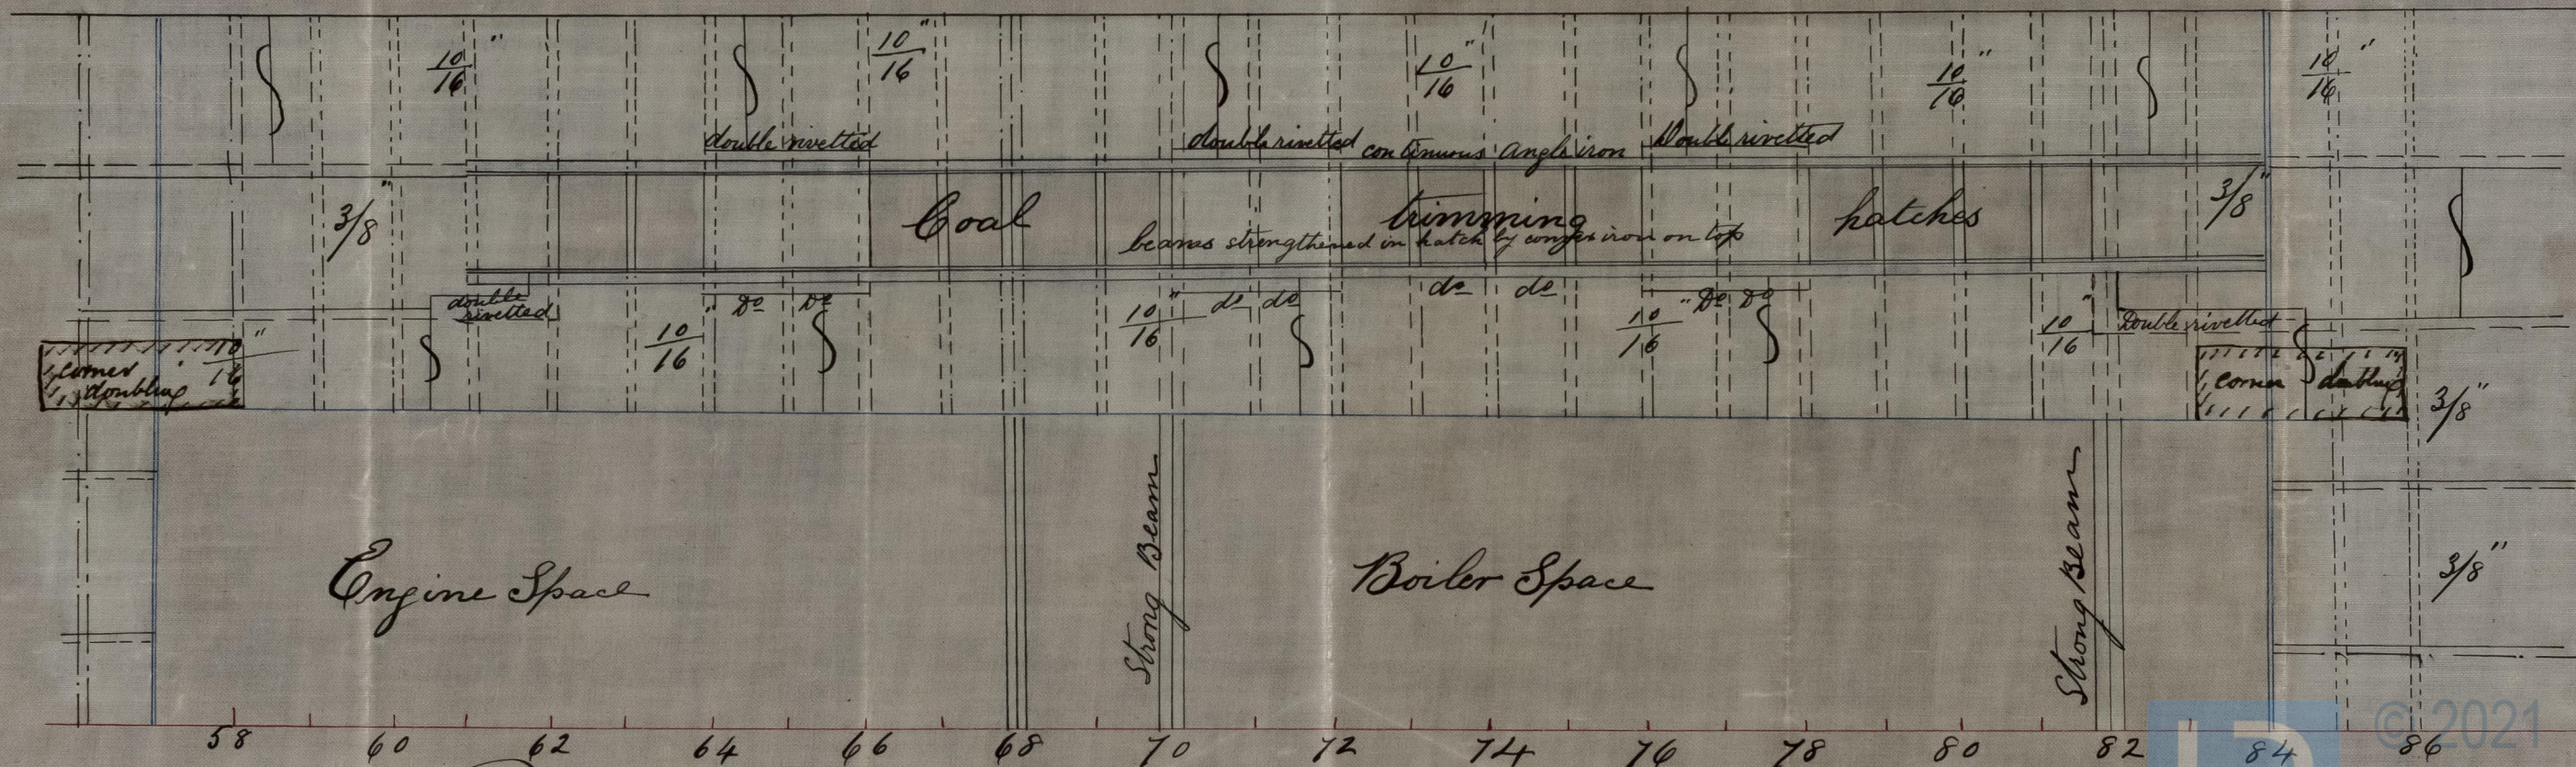 10/16" 10/16" 10/16" 10/16" 10/16"
double rivetted double rivetted continuous angle iron Double rivetted
3/8" Coal trimming hatches 3/8"
beams strengthened in hatch by iron on top
double rivetted
10/16" Do Do 10/16" do do do do 10/16" Do Do 10/16" Double rivetted
corner doubling 10/16"
corner doubling 3/8"
Engine Space
Strong Beam
Boiler Space
Strong Beam
3/8"
58 60 62 64 66 68 70 72 74 76 78 80 82 84 86
© 2021